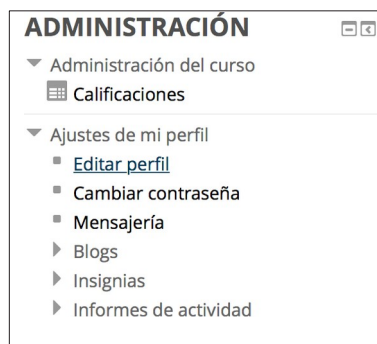 ADMINISTRACIÓN
Administración del curso
Calificaciones
Ajustes de mi perfil
Editar perfil
Cambiar contraseña
Mensajería
Blogs
Insignias
Informes de actividad